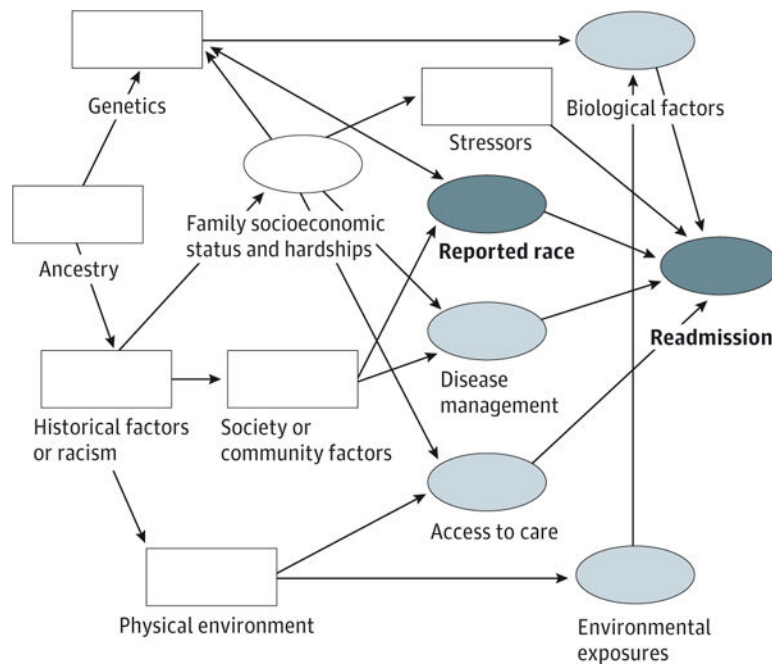 Genetics
Biological factors
Stressors
Family socioeconomic
status and hardships
Reported race
Ancestry
Readmission
Disease
management
Historical factors
or racism
Society or
community factors
Access to care
Physical environment
Environmental
exposures